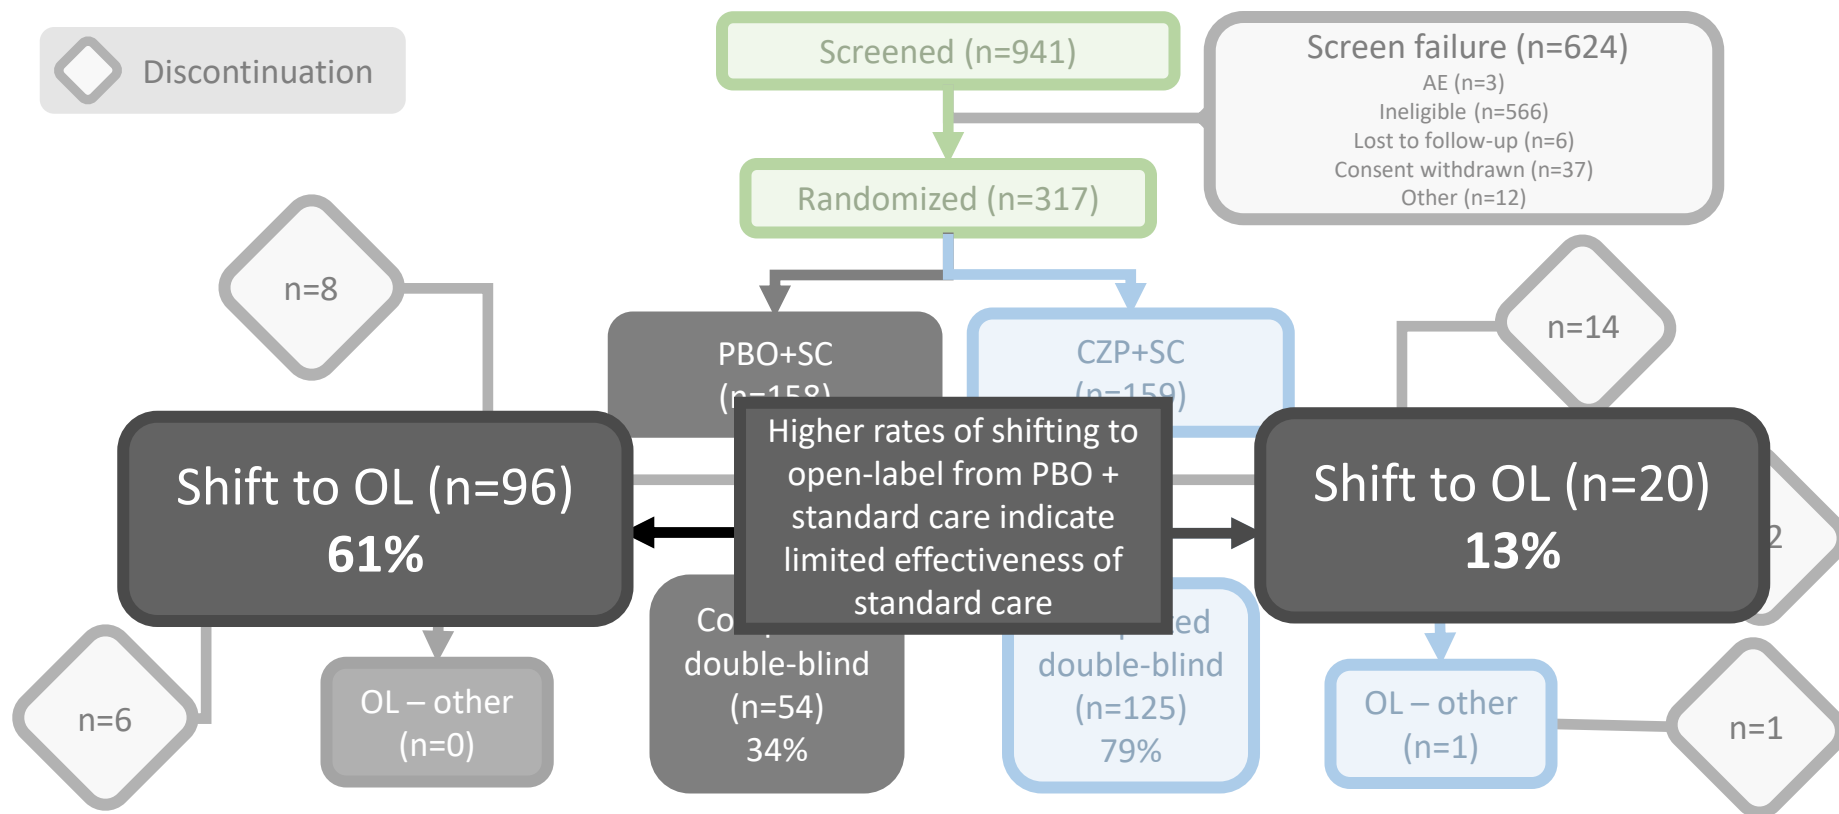 Discontinuation
Screened (n=941)
Screen failure (n=624)
AE (n=3)
Ineligible (n=566)
Lost to follow-up (n=6)
Consent withdrawn (n=37)
Other (n=12)
Randomized (n=317)
n=8
n=14
PBO+SC
(n=158)
CZP+SC
(n=159)
Shift to OL (n=96)
61%
Higher rates of shifting to
open-label from PBO +
standard care indicate
limited effectiveness of
standard care
Shift to OL (n=20)
13%
2
double-blind
(n=54)
34%
double-blind
(n=125)
79%
n=6
OL – other
(n=0)
OL – other
(n=1)
n=1